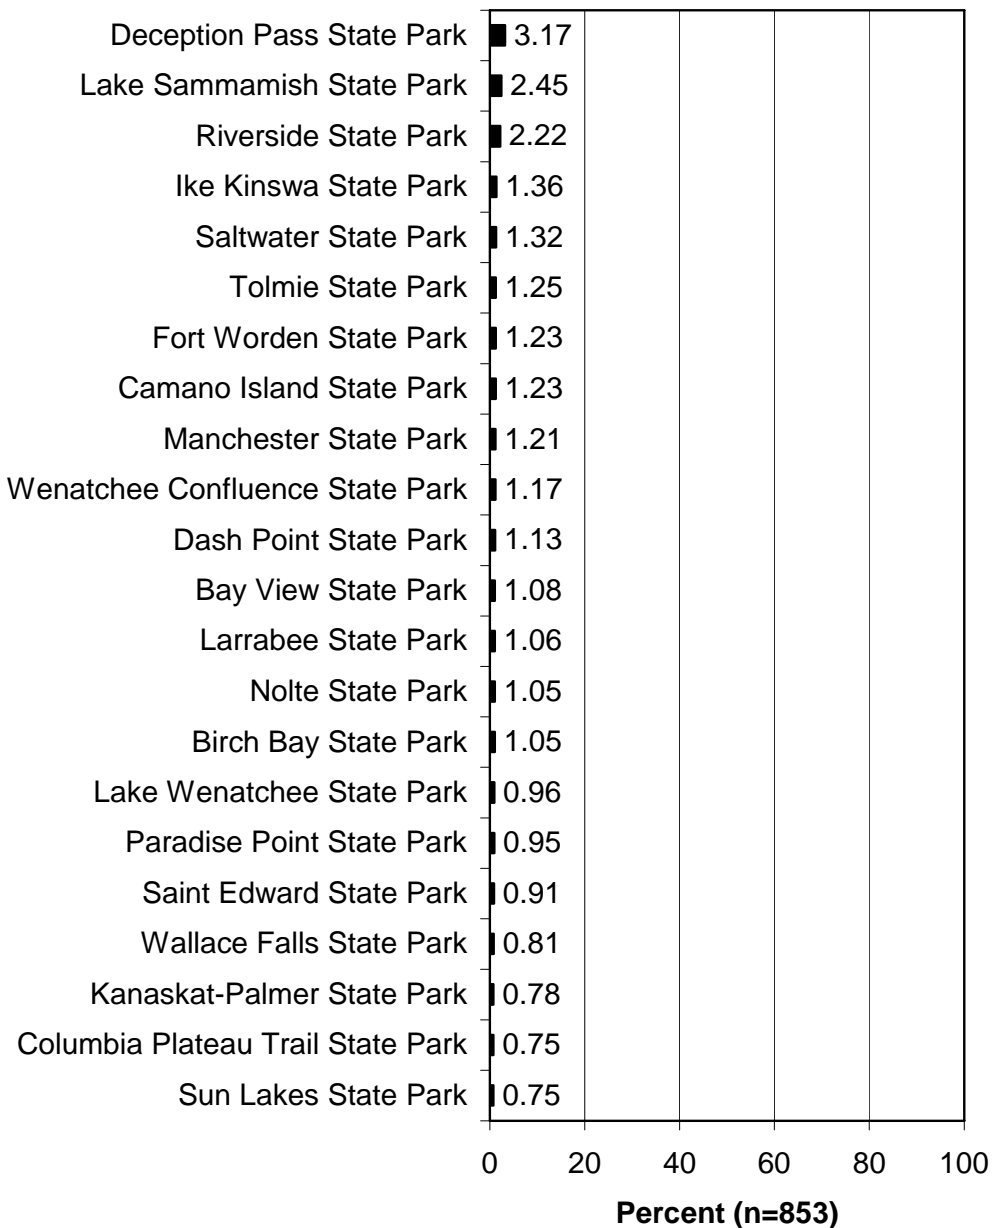 Deception Pass State Park 3.17
Lake Sammamish State Park 2.45
Riverside State Park 2.22
Ike Kinswa State Park 1.36
Saltwater State Park 1.32
Tolmie State Park 1.25
Fort Worden State Park 1.23
Camano Island State Park 1.23
Manchester State Park 1.21
Wenatchee Confluence State Park 1.17
Dash Point State Park 1.13
Bay View State Park 1.08
Larrabee State Park 1.06
Nolte State Park 1.05
Birch Bay State Park 1.05
Lake Wenatchee State Park 0.96
Paradise Point State Park 0.95
Saint Edward State Park 0.91
Wallace Falls State Park 0.81
Kanaskat-Palmer State Park 0.78
Columbia Plateau Trail State Park 0.75
Sun Lakes State Park 0.75
0 20 40 60 80 100
Percent (n=853)